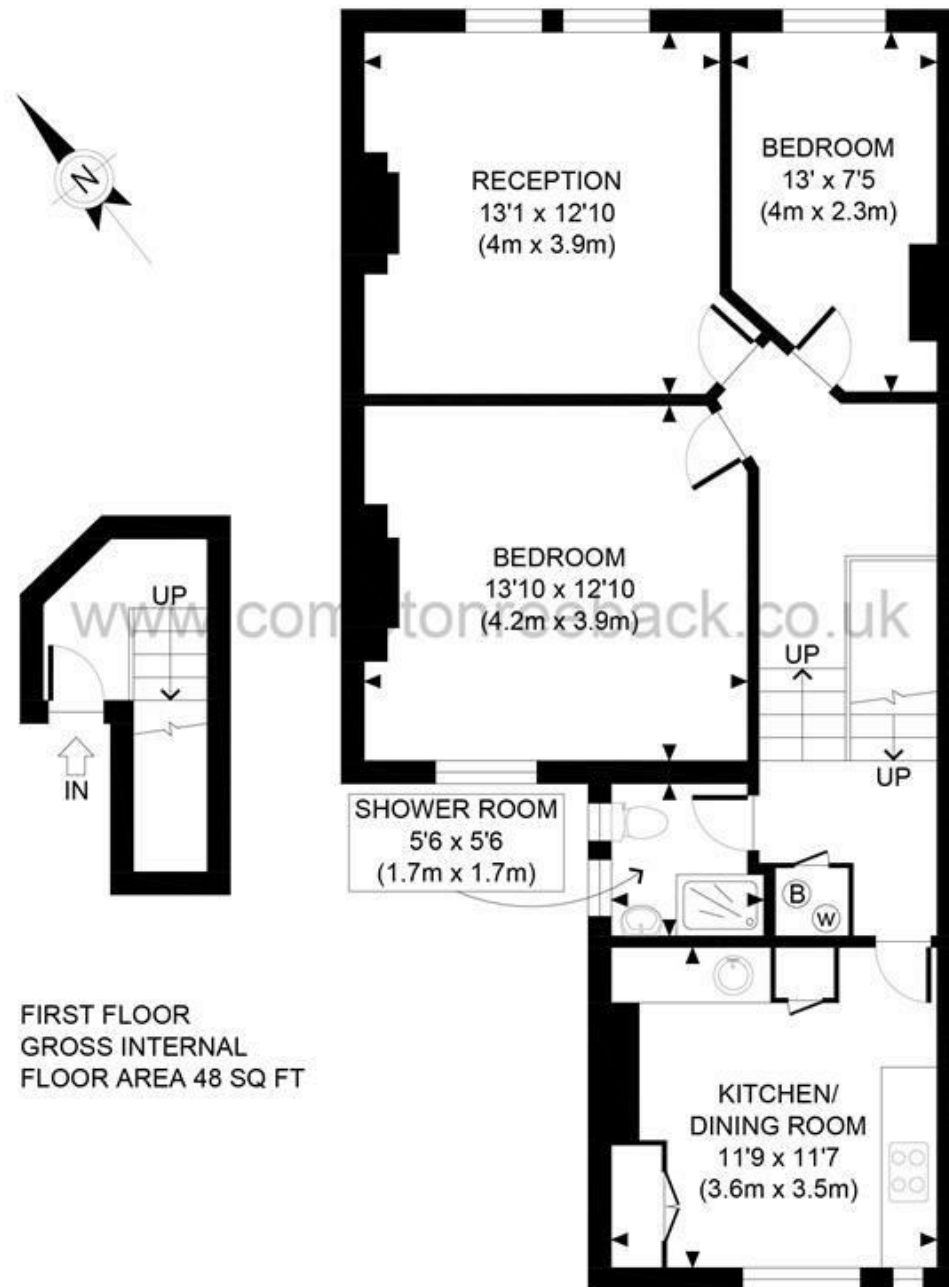 N
RECEPTION
13'1 x 12'10
(4m x 3.9m)
BEDROOM
13' x 7'5
(4m x 2.3m)
BEDROOM
13'10 x 12'10
(4.2m x 3.9m)
UP
IN
UP
UP
SHOWER ROOM
5'6 x 5'6
(1.7m x 1.7m)
B
W
FIRST FLOOR
GROSS INTERNAL
FLOOR AREA 48 SQ FT
KITCHEN/
DINING ROOM
11'9 x 11'7
(3.6m x 3.5m)